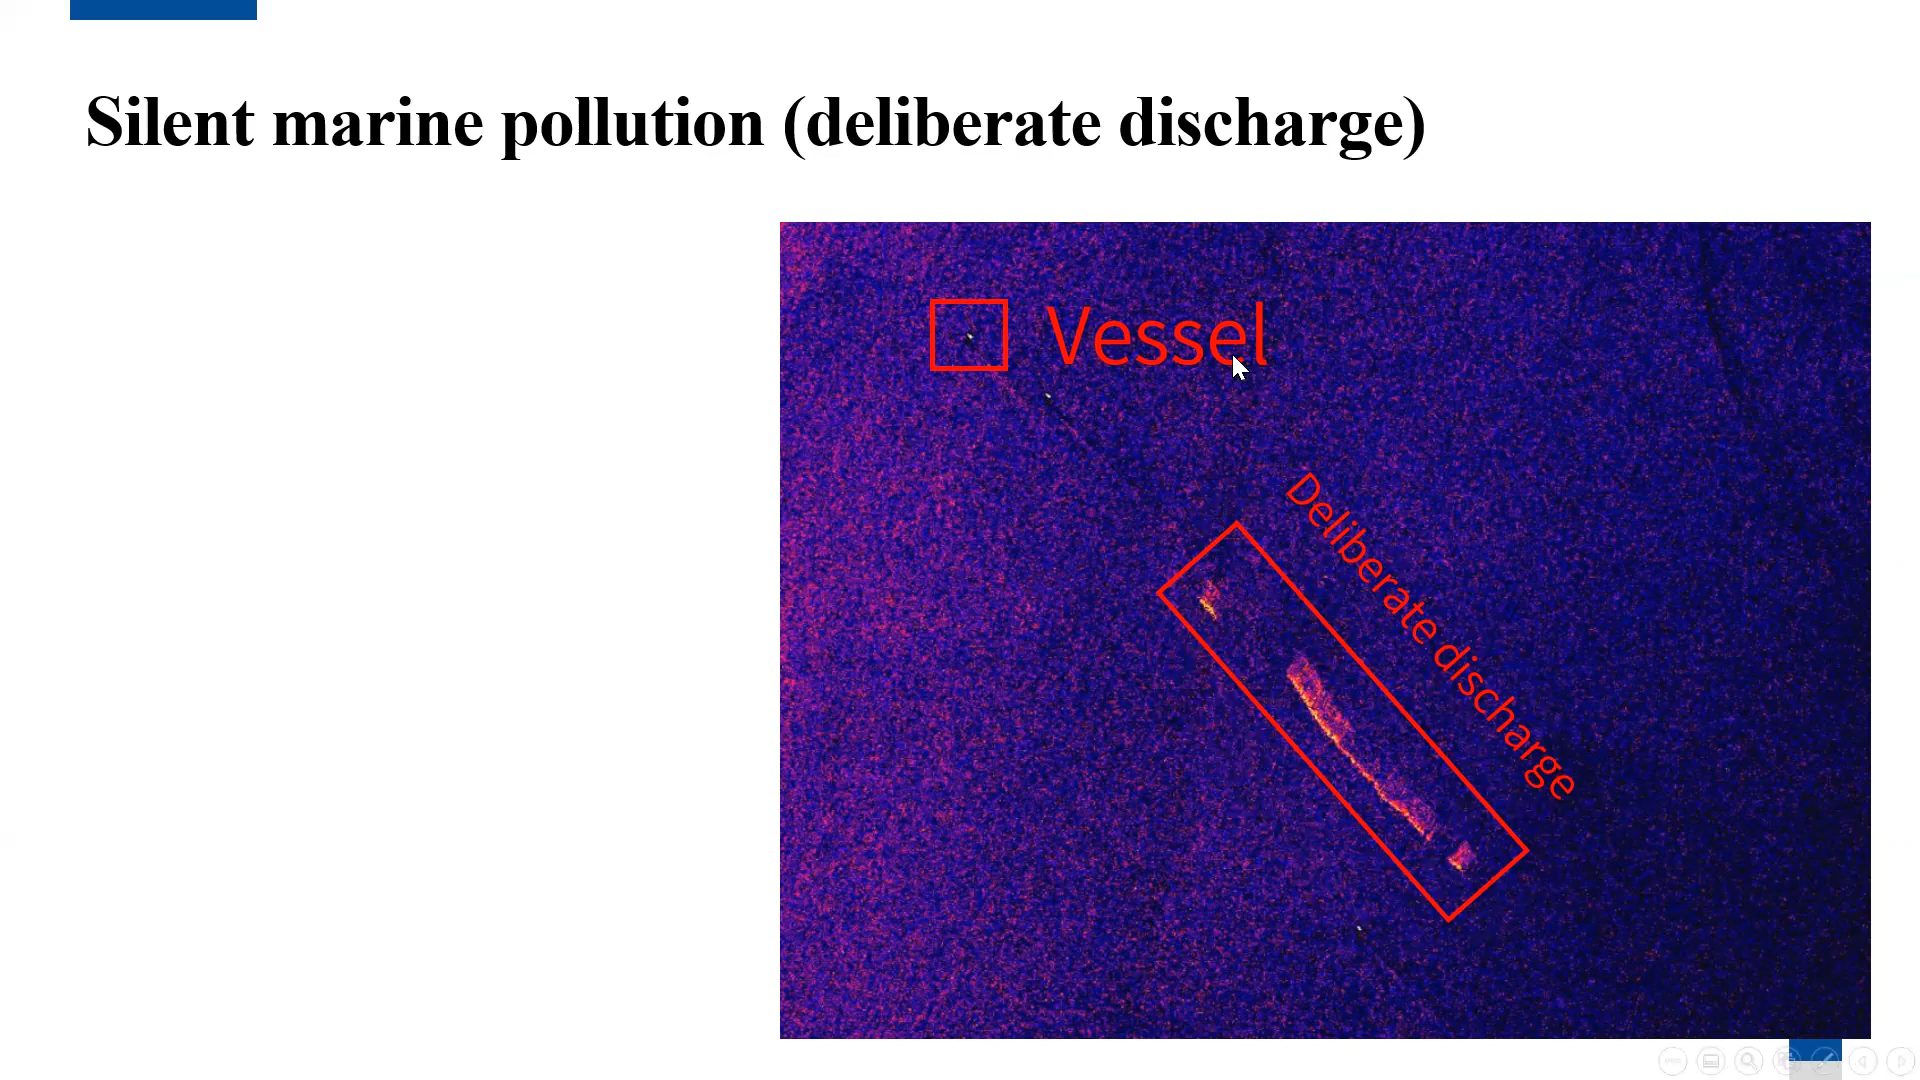 Silent marine pollution (deliberate discharge)
Vessel
Deliberate discharge